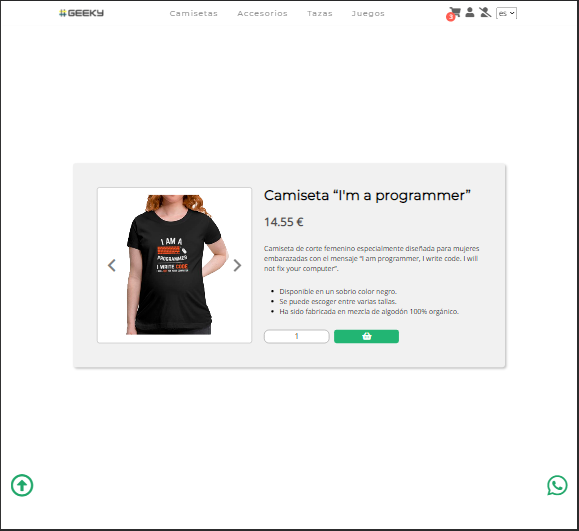 #GEEKY
Camisetas Accesorios Tazas Juegos
3
es
Camiseta “I'm a programmer”
14.55 €
Camiseta de corte femenino especialmente diseñada para mujeres
embarazadas con el mensaje “I am programmer, I write code. I will
not fix your computer”.
Disponible en un sobrio color negro.
Se puede escoger entre varias tallas.
Ha sido fabricada en mezcla de algodón 100% orgánico.
1
I AM A
PROGRAMMER
I WRITE CODE